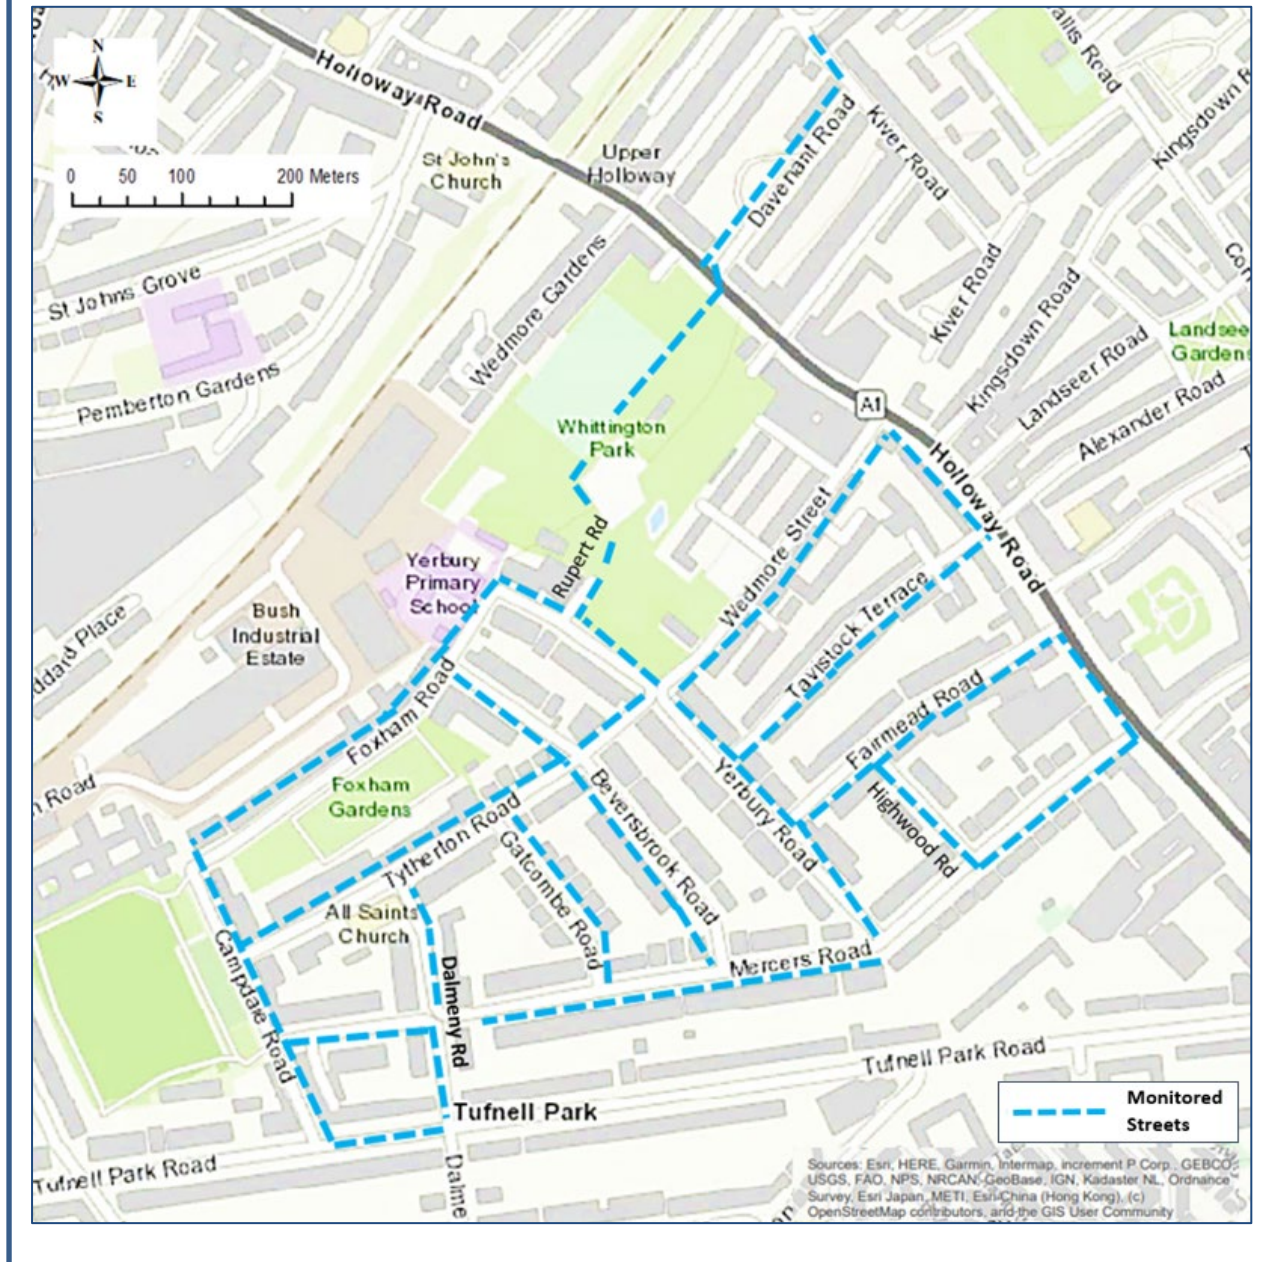 N
W
E
S
0 50 100 200 Meters
Holloway Road
St John's
Church
Upper
Holloway
Davenant Road
Kiver Road
Kingsdown R
St Johns Grove
Pemberton Gardens
Wedmore Gardens
Kiver Road
Kingsdown Road
Landseer Road
Landsee
Gardens
Alexander Road
A1
Holloway Road
Whittington
Park
Rupert Rd
Yerbury
Primary
School
Bush
Industrial
Estate
Wedmore Street
Tavistock Terrace
Fairmead Road
Highwood Rd
Foxham Road
Foxham
Gardens
Tytherton Road
Beversbrook Road
Yerbury Road
Gatcombe Road
All Saints
Church
Campdale Road
Dalmeny Rd
Mercers Road
Tufnell Park Road
Tufnell Park
Tufnell Park Road
Dalme
Monitored
Streets
Sources: Esri, HERE, Garmin, Intermap, increment P Corp., GEBCO,
USGS, FAO, NPS, NRCAN, GeoBase, IGN, Kadaster NL, Ordnance
Survey, Esri Japan, METI, Esri China (Hong Kong), (c)
OpenStreetMap contributors, and the GIS User Community